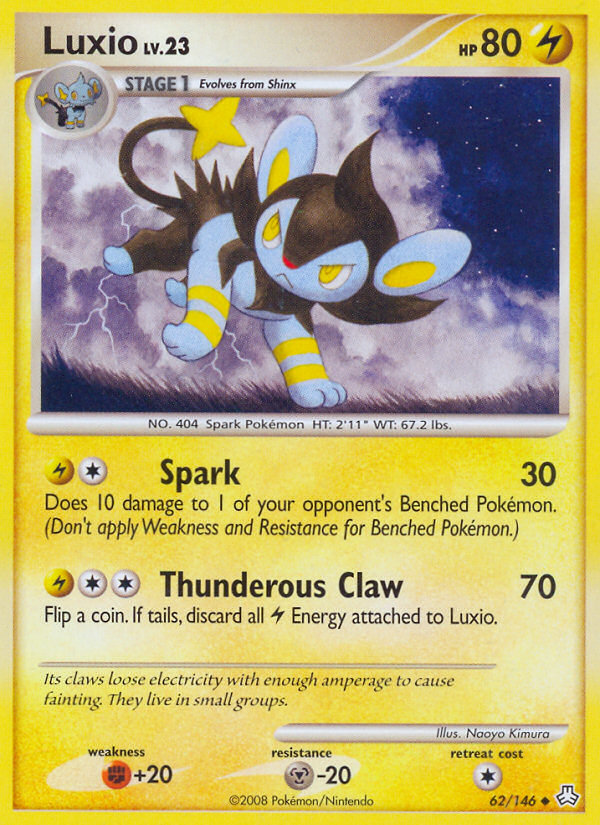 Luxio LV.23 HP 80
STAGE 1 Evolves from Shinx
NO. 404 Spark Pokémon HT: 2'11" WT: 67.2 lbs.
Spark 30
Does 10 damage to 1 of your opponent's Benched Pokémon.
(Don't apply Weakness and Resistance for Benched Pokémon.)
Thunderous Claw 70
Flip a coin. If tails, discard all Energy attached to Luxio.
Its claws loose electricity with enough amperage to cause
fainting. They live in small groups.
Illus. Naoyo Kimura
weakness resistance retreat cost
+20 -20
©2008 Pokémon/Nintendo 62/146